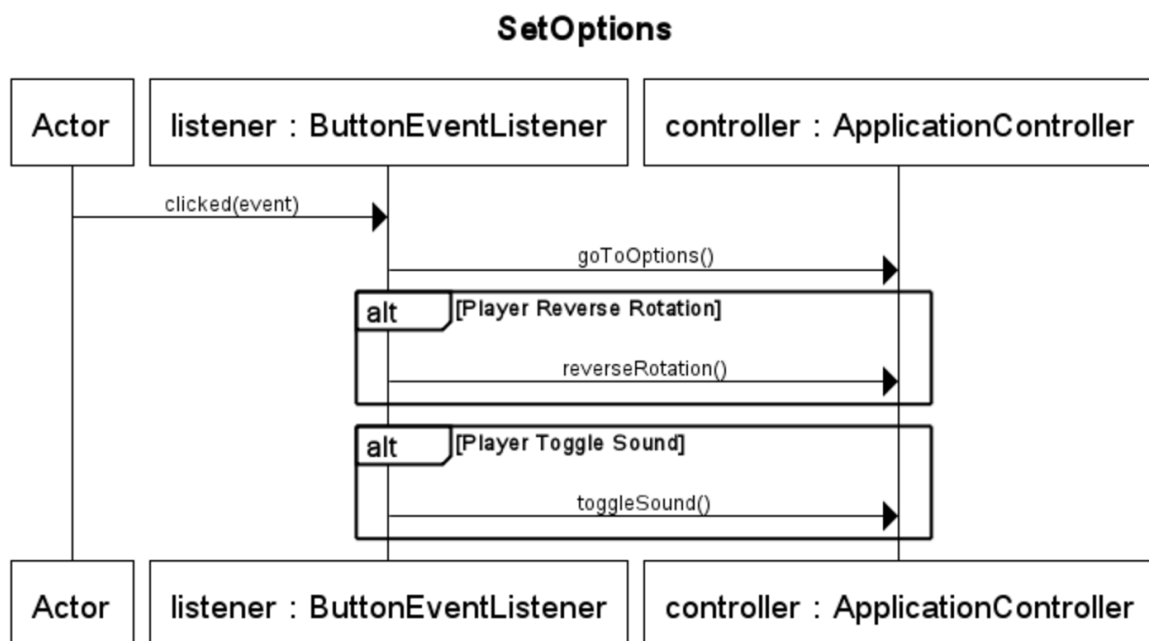 SetOptions
Actor
listener : ButtonEventListener
controller : ApplicationController
clicked(event)
goToOptions()
alt
[Player Reverse Rotation]
reverseRotation()
alt
[Player Toggle Sound]
toggleSound()
Actor
listener : ButtonEventListener
controller : ApplicationController